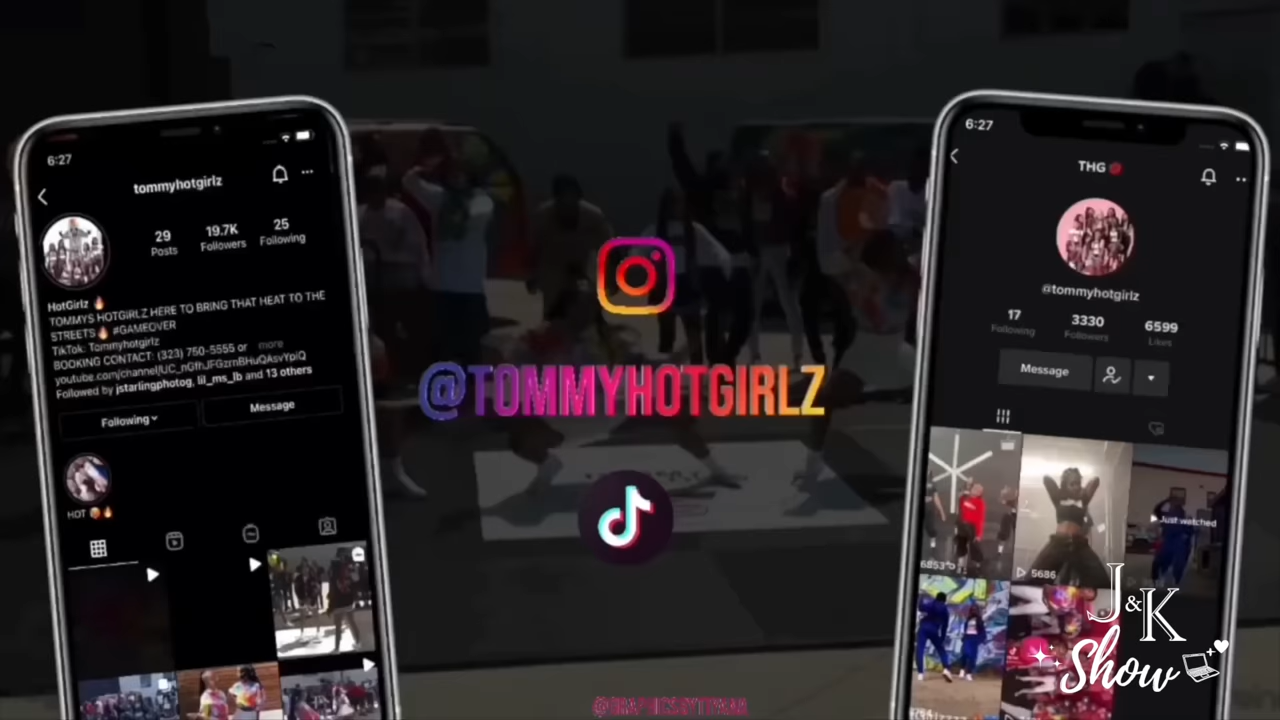 6:27
tommyhotgirlz
29 19.7K 25
Posts Followers Following
HotGirlz 🔥
TOMMYS HOTGIRLZ HERE TO BRING THAT HEAT TO THE
STREETS🔥 #GAMEOVER
TikTok: Tommyhotgirlz
BOOKING CONTACT: (323) 750-5555 or more
Followed by jstarlingphotog, lil_ms_lb and 13 others
Following Message
HOT
@TOMMYHOTGIRLZ
6:27
THG
@tommyhotgirlz
17 3330 6599
Following Followers Likes
Message
Just watched
5686
J&K
Show